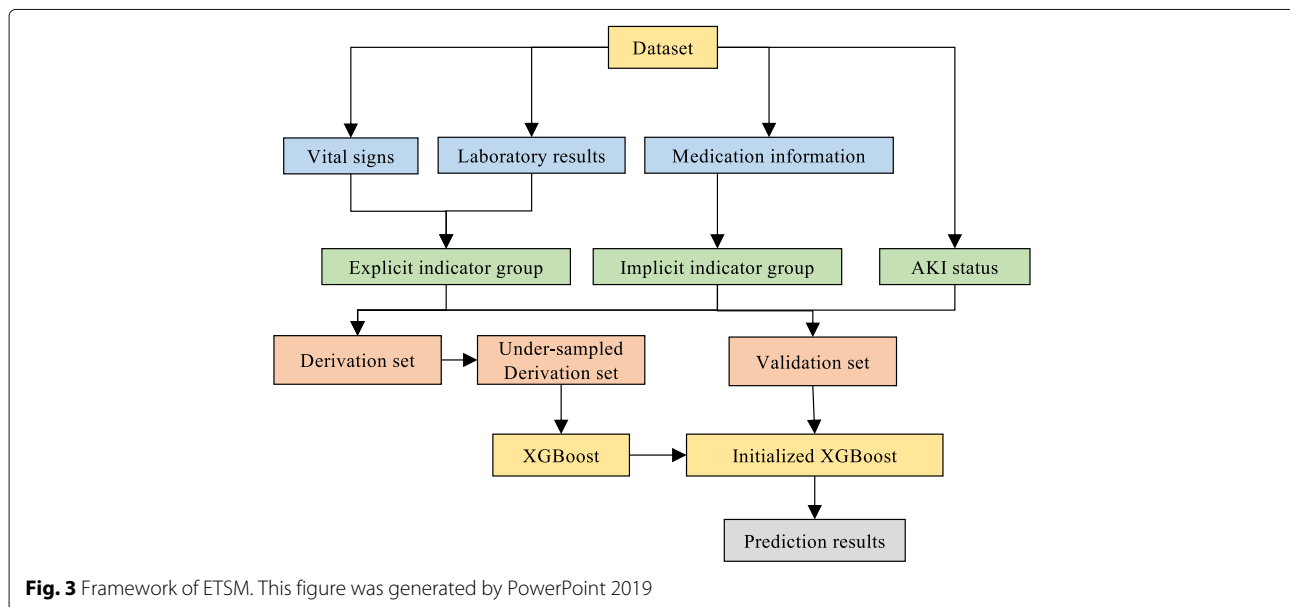 Dataset
Vital signs
Laboratory results
Medication information
Explicit indicator group
Implicit indicator group
AKI status
Derivation set
Under-sampled
Derivation set
Validation set
XGBoost
Initialized XGBoost
Prediction results
Fig. 3 Framework of ETSM. This figure was generated by PowerPoint 2019